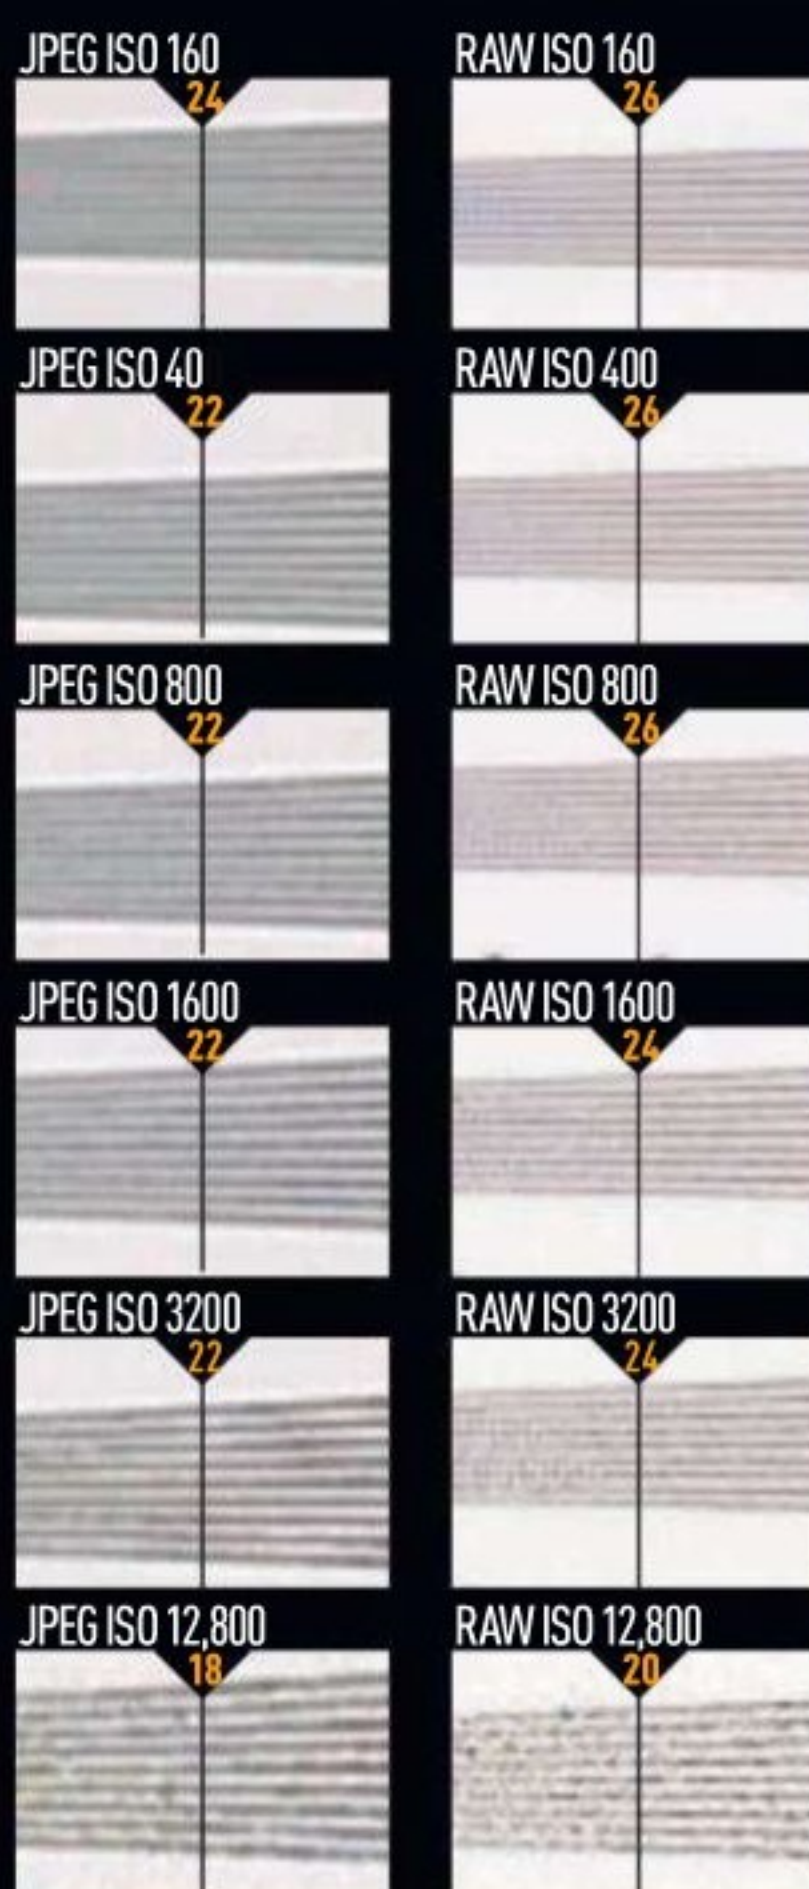 JPEG ISO 160 RAW ISO 160
24 26
JPEG ISO 40 RAW ISO 400
22 26
JPEG ISO 800 RAW ISO 800
22 26
JPEG ISO 1600 RAW ISO 1600
22 24
JPEG ISO 3200 RAW ISO 3200
22 24
JPEG ISO 12,800 RAW ISO 12,800
18 20